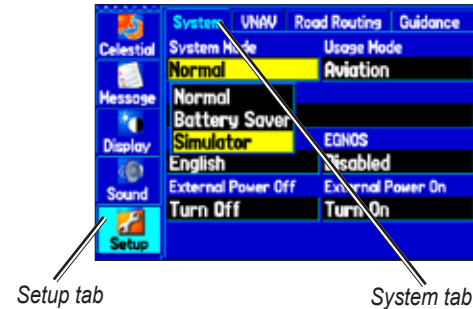 System VNAV Road Routing Guidance
Celestial
System Mode Usage Mode
Normal Aviation
Message
Normal
Battery Saver
Display
Simulator EGNOS
English Disabled
Sound
External Power Off External Power On
Turn Off Turn On
Setup
Setup tab
System tab